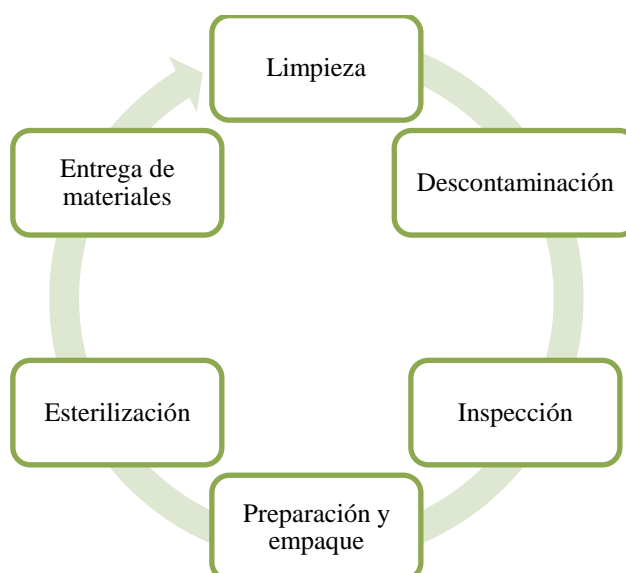 Limpieza
Descontaminación
Inspección
Preparación y
empaque
Esterilización
Entrega de
materiales